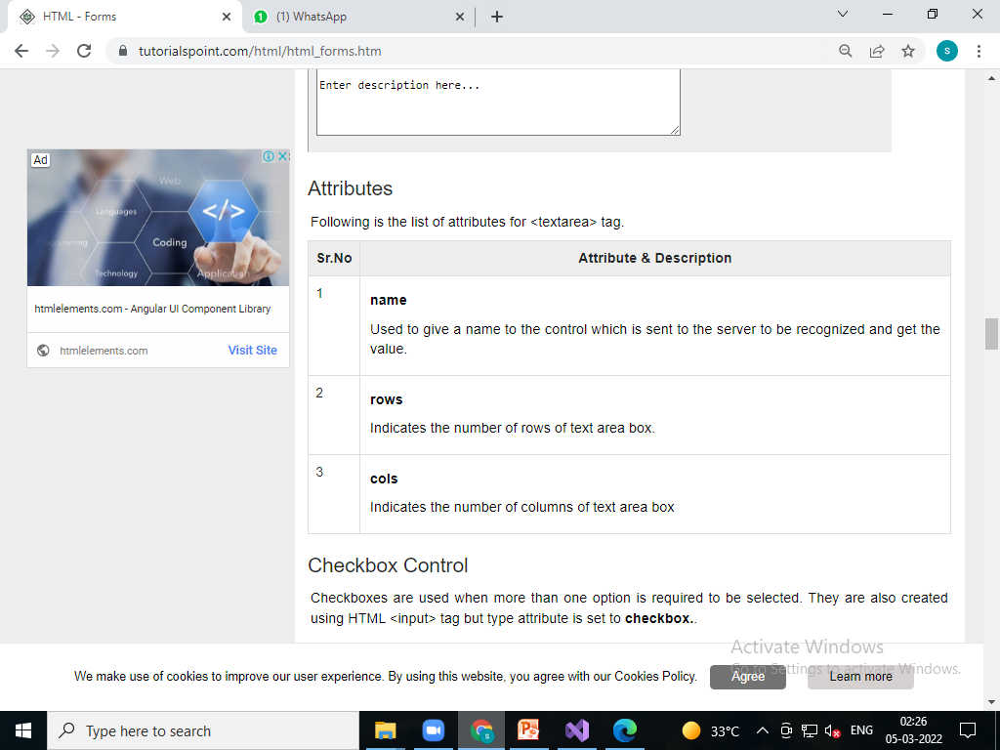 HTML - Forms
1 (1) WhatsApp
tutorialspoint.com/html/html_forms.htm
s
Enter description here...
Ad
Web
Languages
</>
Programming
Coding
Technology
Application
htmlelements.com - Angular UI Component Library
htmlelements.com
Visit Site
Attributes
Following is the list of attributes for <textarea> tag.
Sr.No Attribute & Description
1
name
Used to give a name to the control which is sent to the server to be recognized and get the
value.
2
rows
Indicates the number of rows of text area box.
3
cols
Indicates the number of columns of text area box
Checkbox Control
Checkboxes are used when more than one option is required to be selected. They are also created
using HTML <input> tag but type attribute is set to checkbox..
Activate Windows
Go to Settings to activate Windows.
We make use of cookies to improve our user experience. By using this website, you agree with our Cookies Policy.
Agree
Learn more
Type here to search
33°C
ENG
02:26
05-03-2022